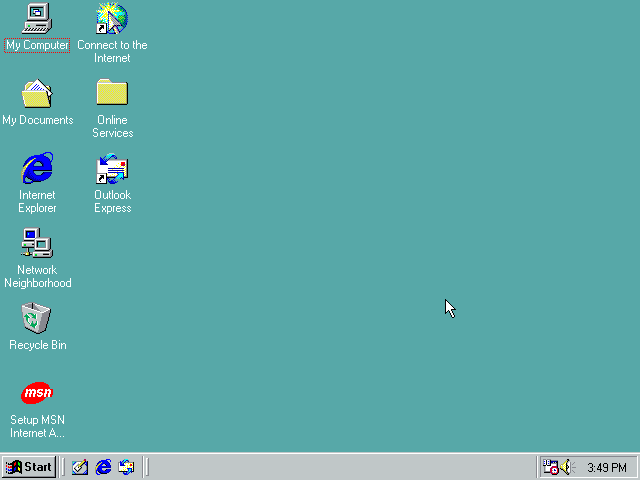 My Computer
Connect to the
Internet
My Documents
Online
Services
Internet
Explorer
Outlook
Express
Network
Neighborhood
Recycle Bin
msn
Setup MSN
Internet A...
Start
3:49 PM